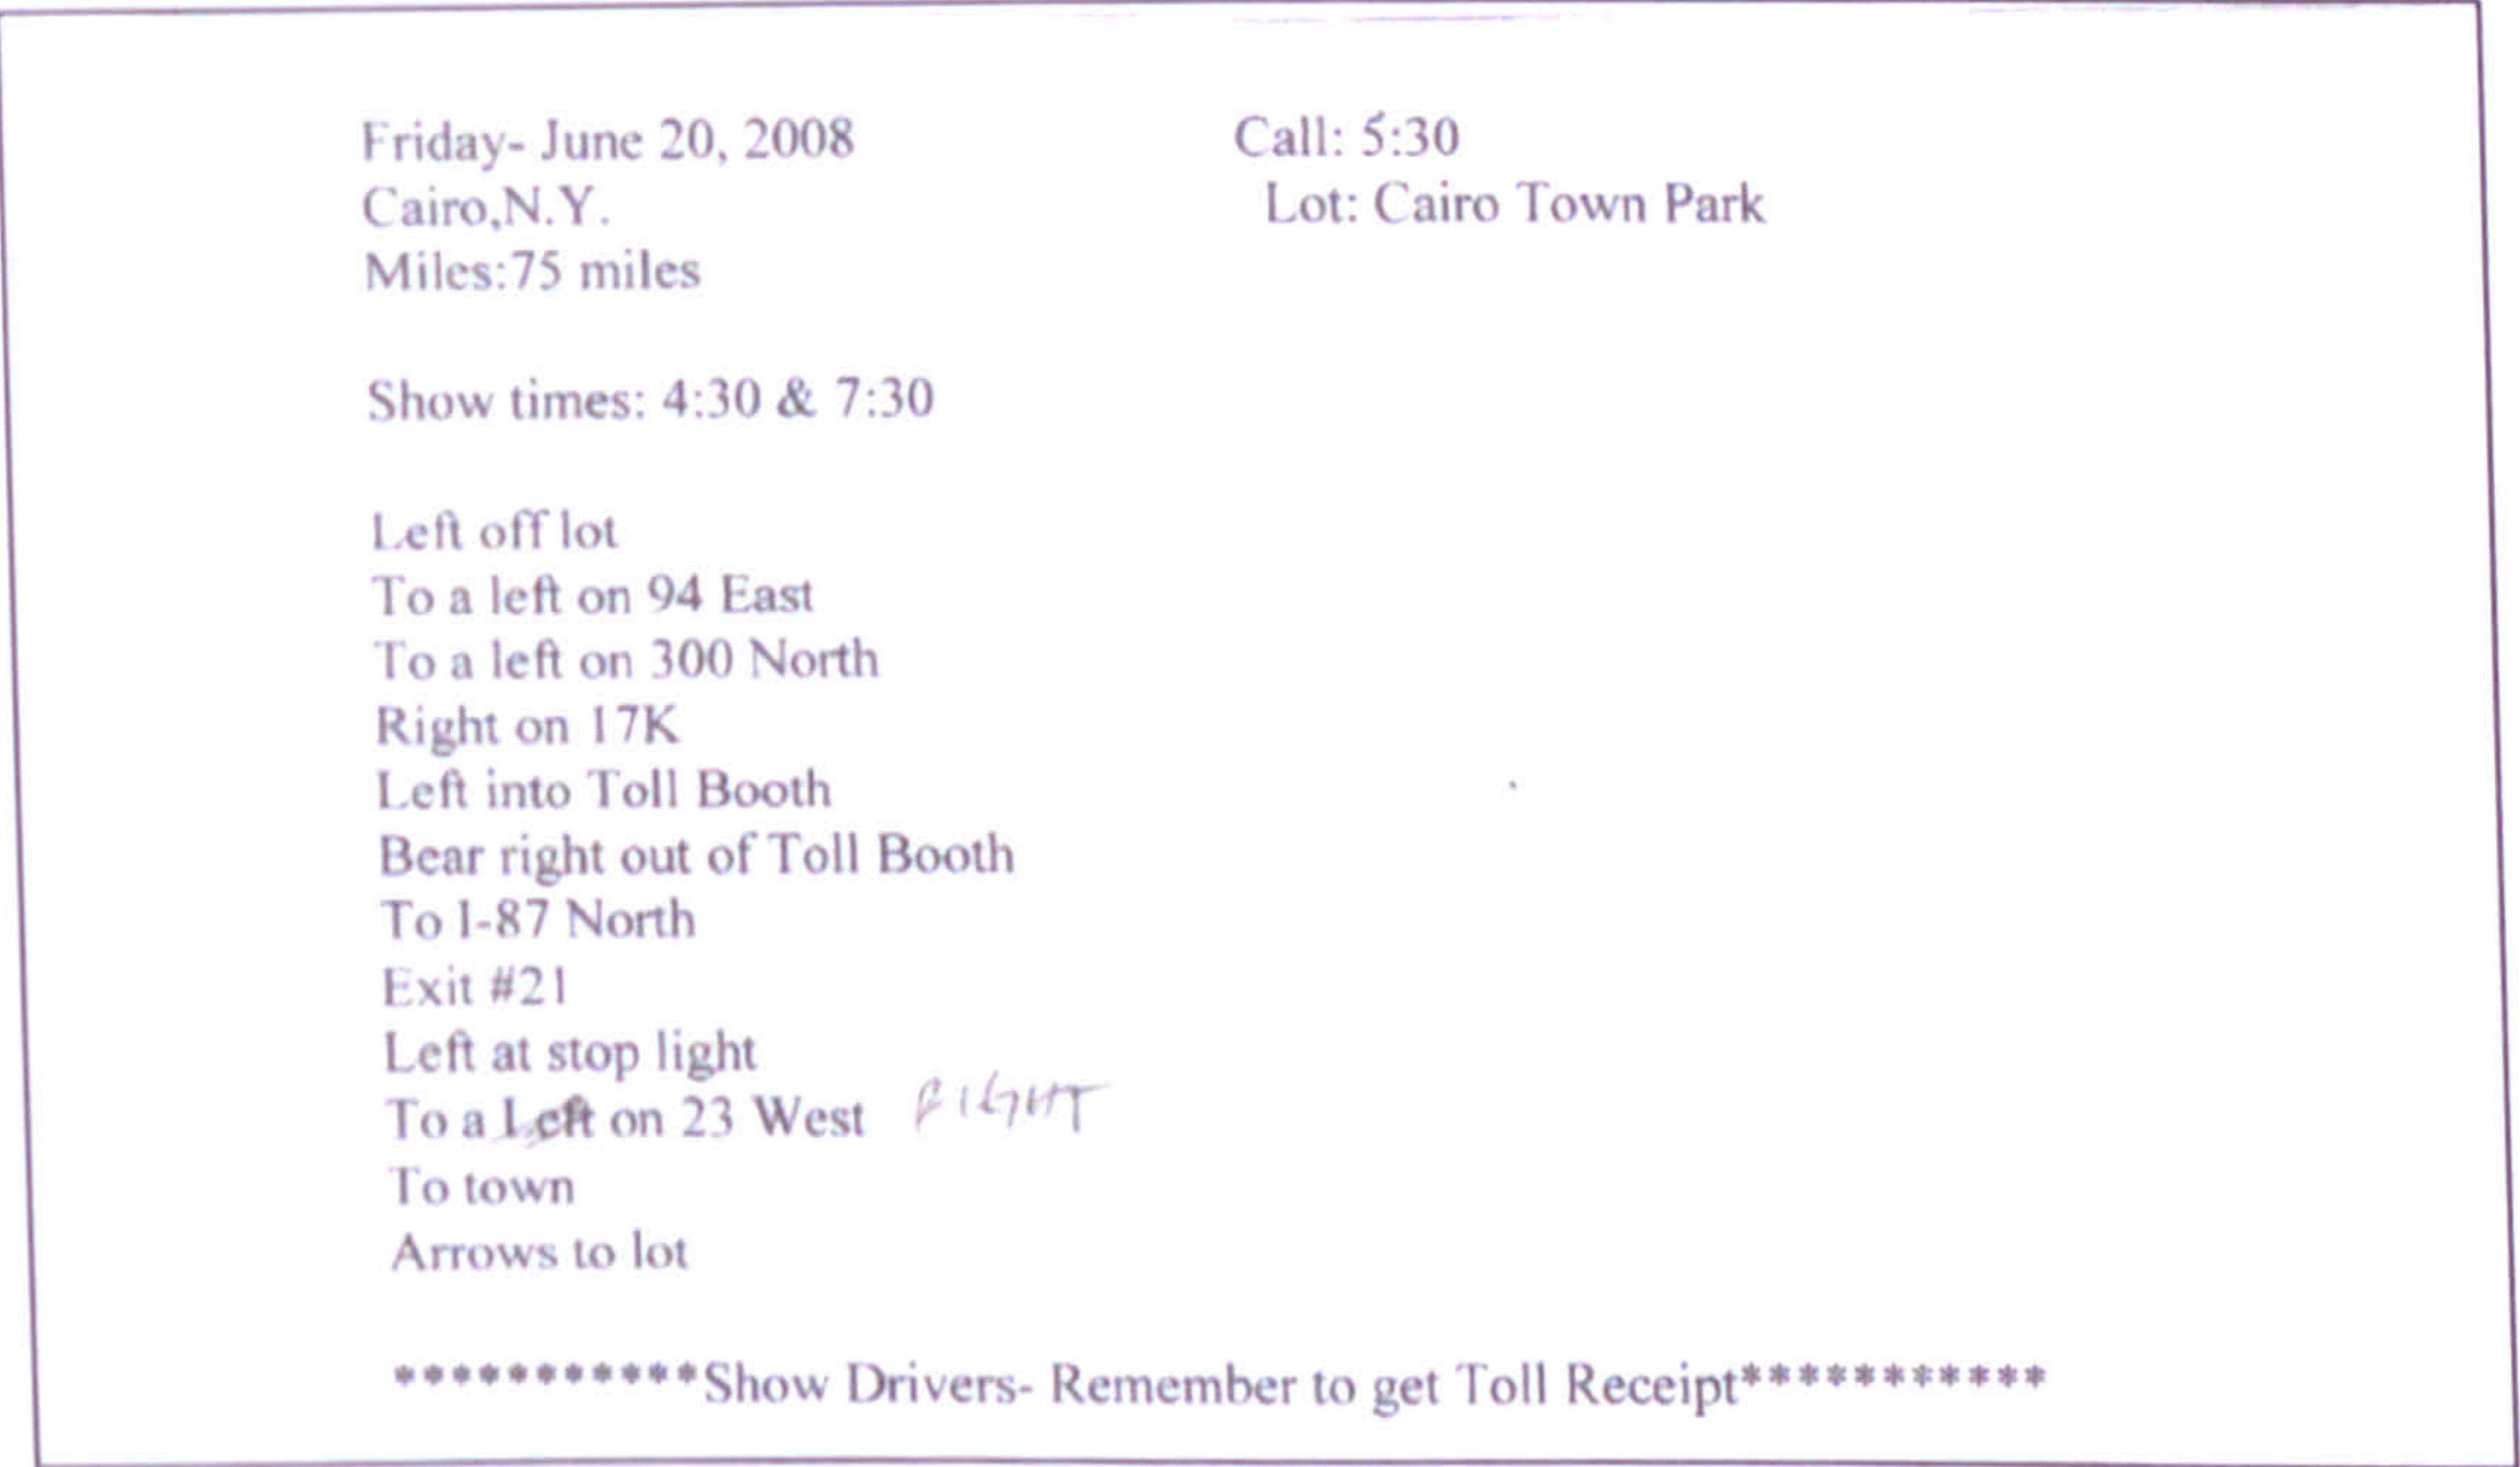 Friday- June 20, 2008 Call: 5:30
Cairo,N.Y. Lot: Cairo Town Park
Miles:75 miles
Show times: 4:30 & 7:30
Left off lot
To a left on 94 East
To a left on 300 North
Right on 17K
Left into Toll Booth
Bear right out of Toll Booth
To I-87 North
Exit #21
Left at stop light
To a Left on 23 West RIGHT
To town
Arrows to lot
***********Show Drivers- Remember to get Toll Receipt***********